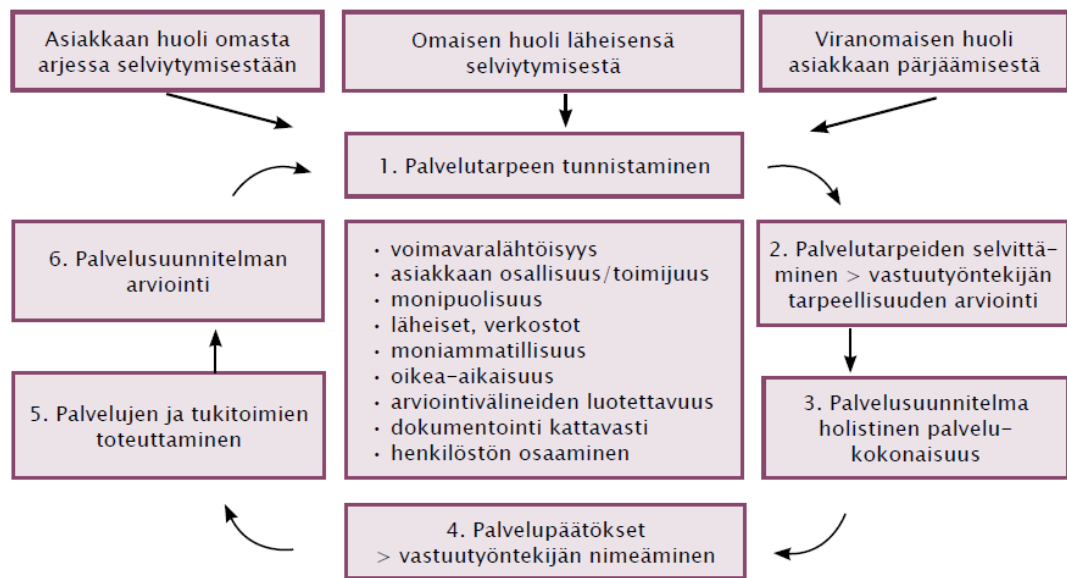 Asiakkaan huoli omasta
arjessa selviytymisestään
Omaisen huoli läheisensä
selviytymisestä
Viranomaisen huoli
asiakkaan pärjäämisestä
1. Palvelutarpeen tunnistaminen
6. Palvelusuunnitelman
arviointi
• voimavaralähtöisyys
• asiakkaan osallisuus/toimijuus
• monipuolisuus
• läheiset, verkostot
• moniammatillisuus
• oikea-aikaisuus
• arviointivälineiden luotettavuus
• dokumentointi kattavasti
• henkilöstön osaaminen
2. Palvelutarpeiden selvittä-
minen > vastuutyöntekijän
tarpeellisuuden arviointi
5. Palvelujen ja tukitoimien
toteuttaminen
3. Palvelusuunnitelma
holistinen palvelu-
kokonaisuus
4. Palvelupäätökset
> vastuutyöntekijän nimeäminen